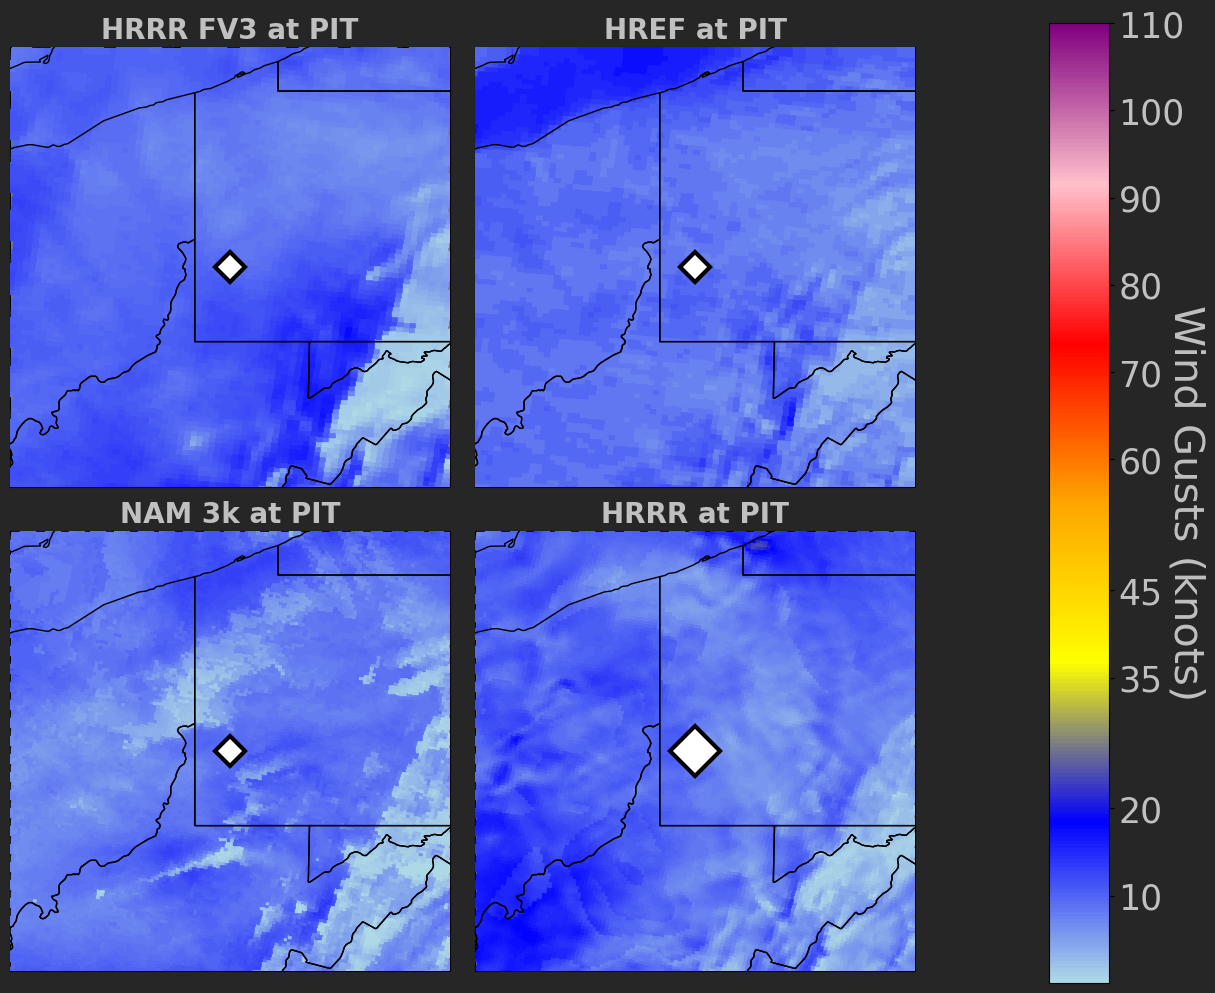 HRRR FV3 at PIT
HREF at PIT
NAM 3k at PIT
HRRR at PIT
110
100
90
80
70
60
45
35
20
10
Wind Gusts (knots)